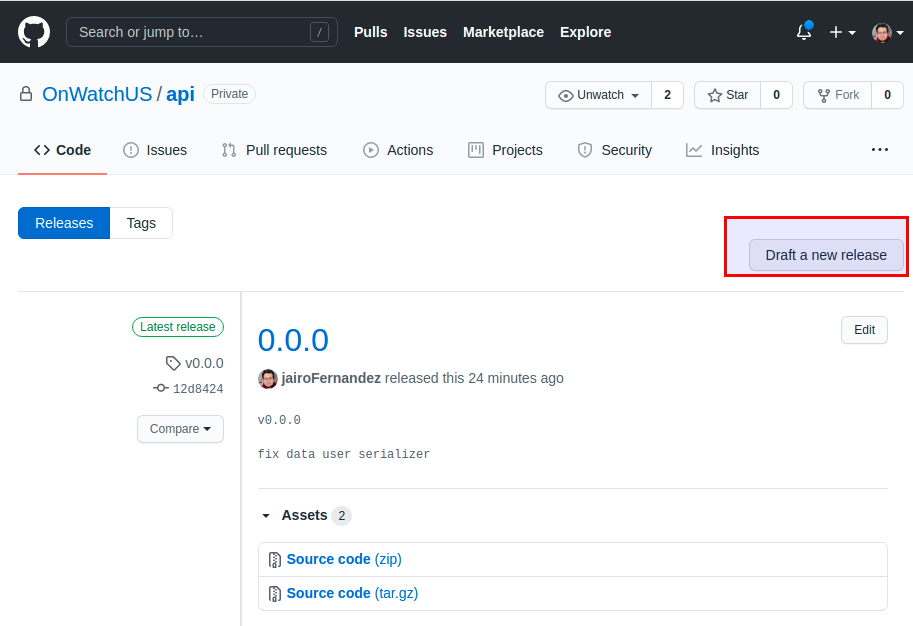 Search or jump to… /
Pulls Issues Marketplace Explore
OnWatchUS / api Private
Unwatch 2 Star 0 Fork 0
Code Issues Pull requests Actions Projects Security Insights ...
Releases Tags
Draft a new release
Latest release
v0.0.0
12d8424
Compare
0.0.0
Edit
jairoFernandez released this 24 minutes ago
v0.0.0
fix data user serializer
Assets 2
Source code (zip)
Source code (tar.gz)